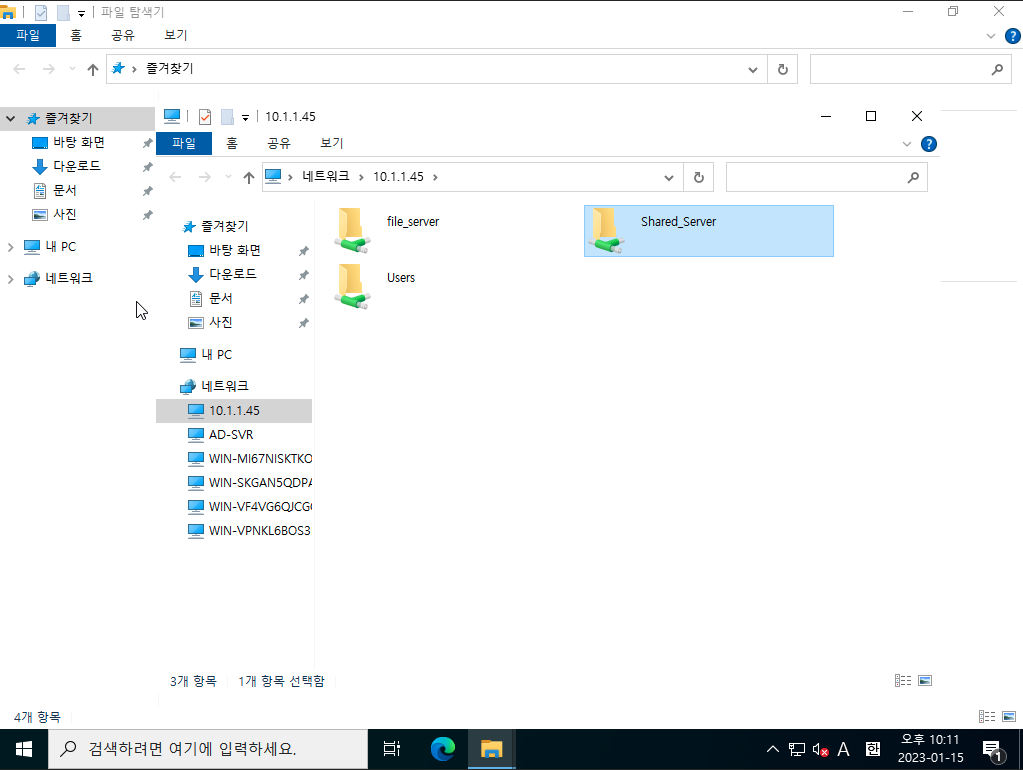 파일 탐색기
파일 홈 공유 보기
즐겨찾기
즐겨찾기
바탕 화면
다운로드
문서
사진
내 PC
네트워크
10.1.1.45
파일 홈 공유 보기
네트워크 10.1.1.45
즐겨찾기
바탕 화면
다운로드
문서
사진
내 PC
네트워크
10.1.1.45
AD-SVR
WIN-MI67NISKTKO
WIN-SKGAN5QDPA
WIN-VF4VG6QJCG
WIN-VPNKL6BOS3
file_server
Shared_Server
Users
3개 항목 1개 항목 선택함
4개 항목
검색하려면 여기에 입력하세요.
A 한
오후 10:11
2023-01-15
1